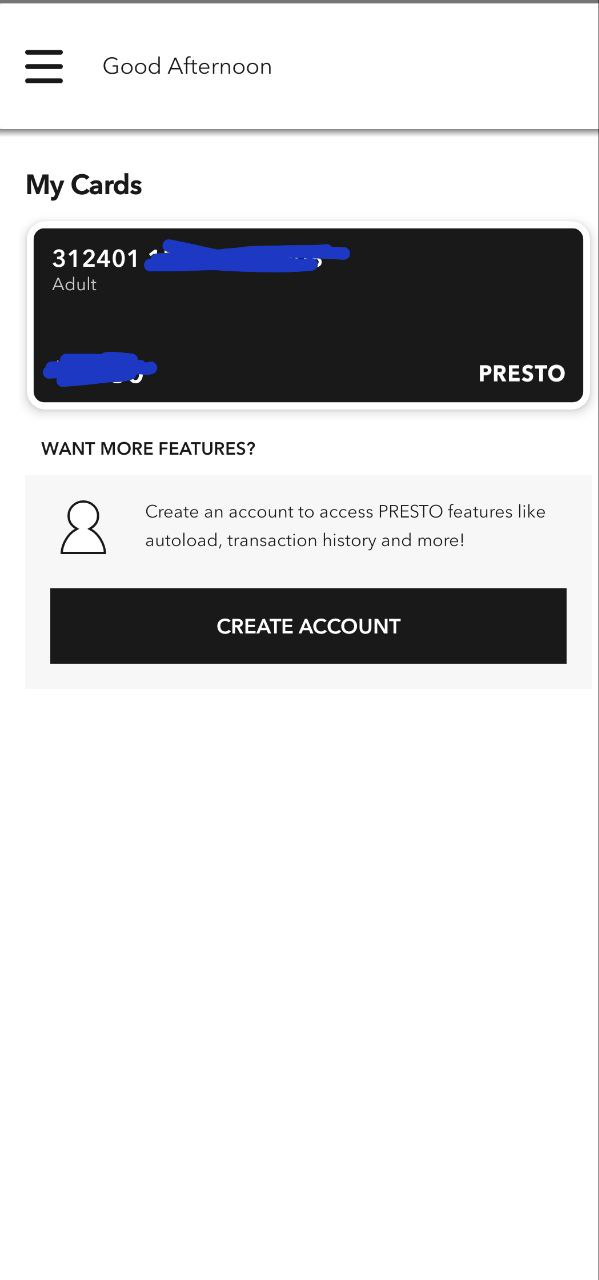 Good Afternoon
My Cards
312401
Adult
PRESTO
WANT MORE FEATURES?
Create an account to access PRESTO features like
autoload, transaction history and more!
CREATE ACCOUNT